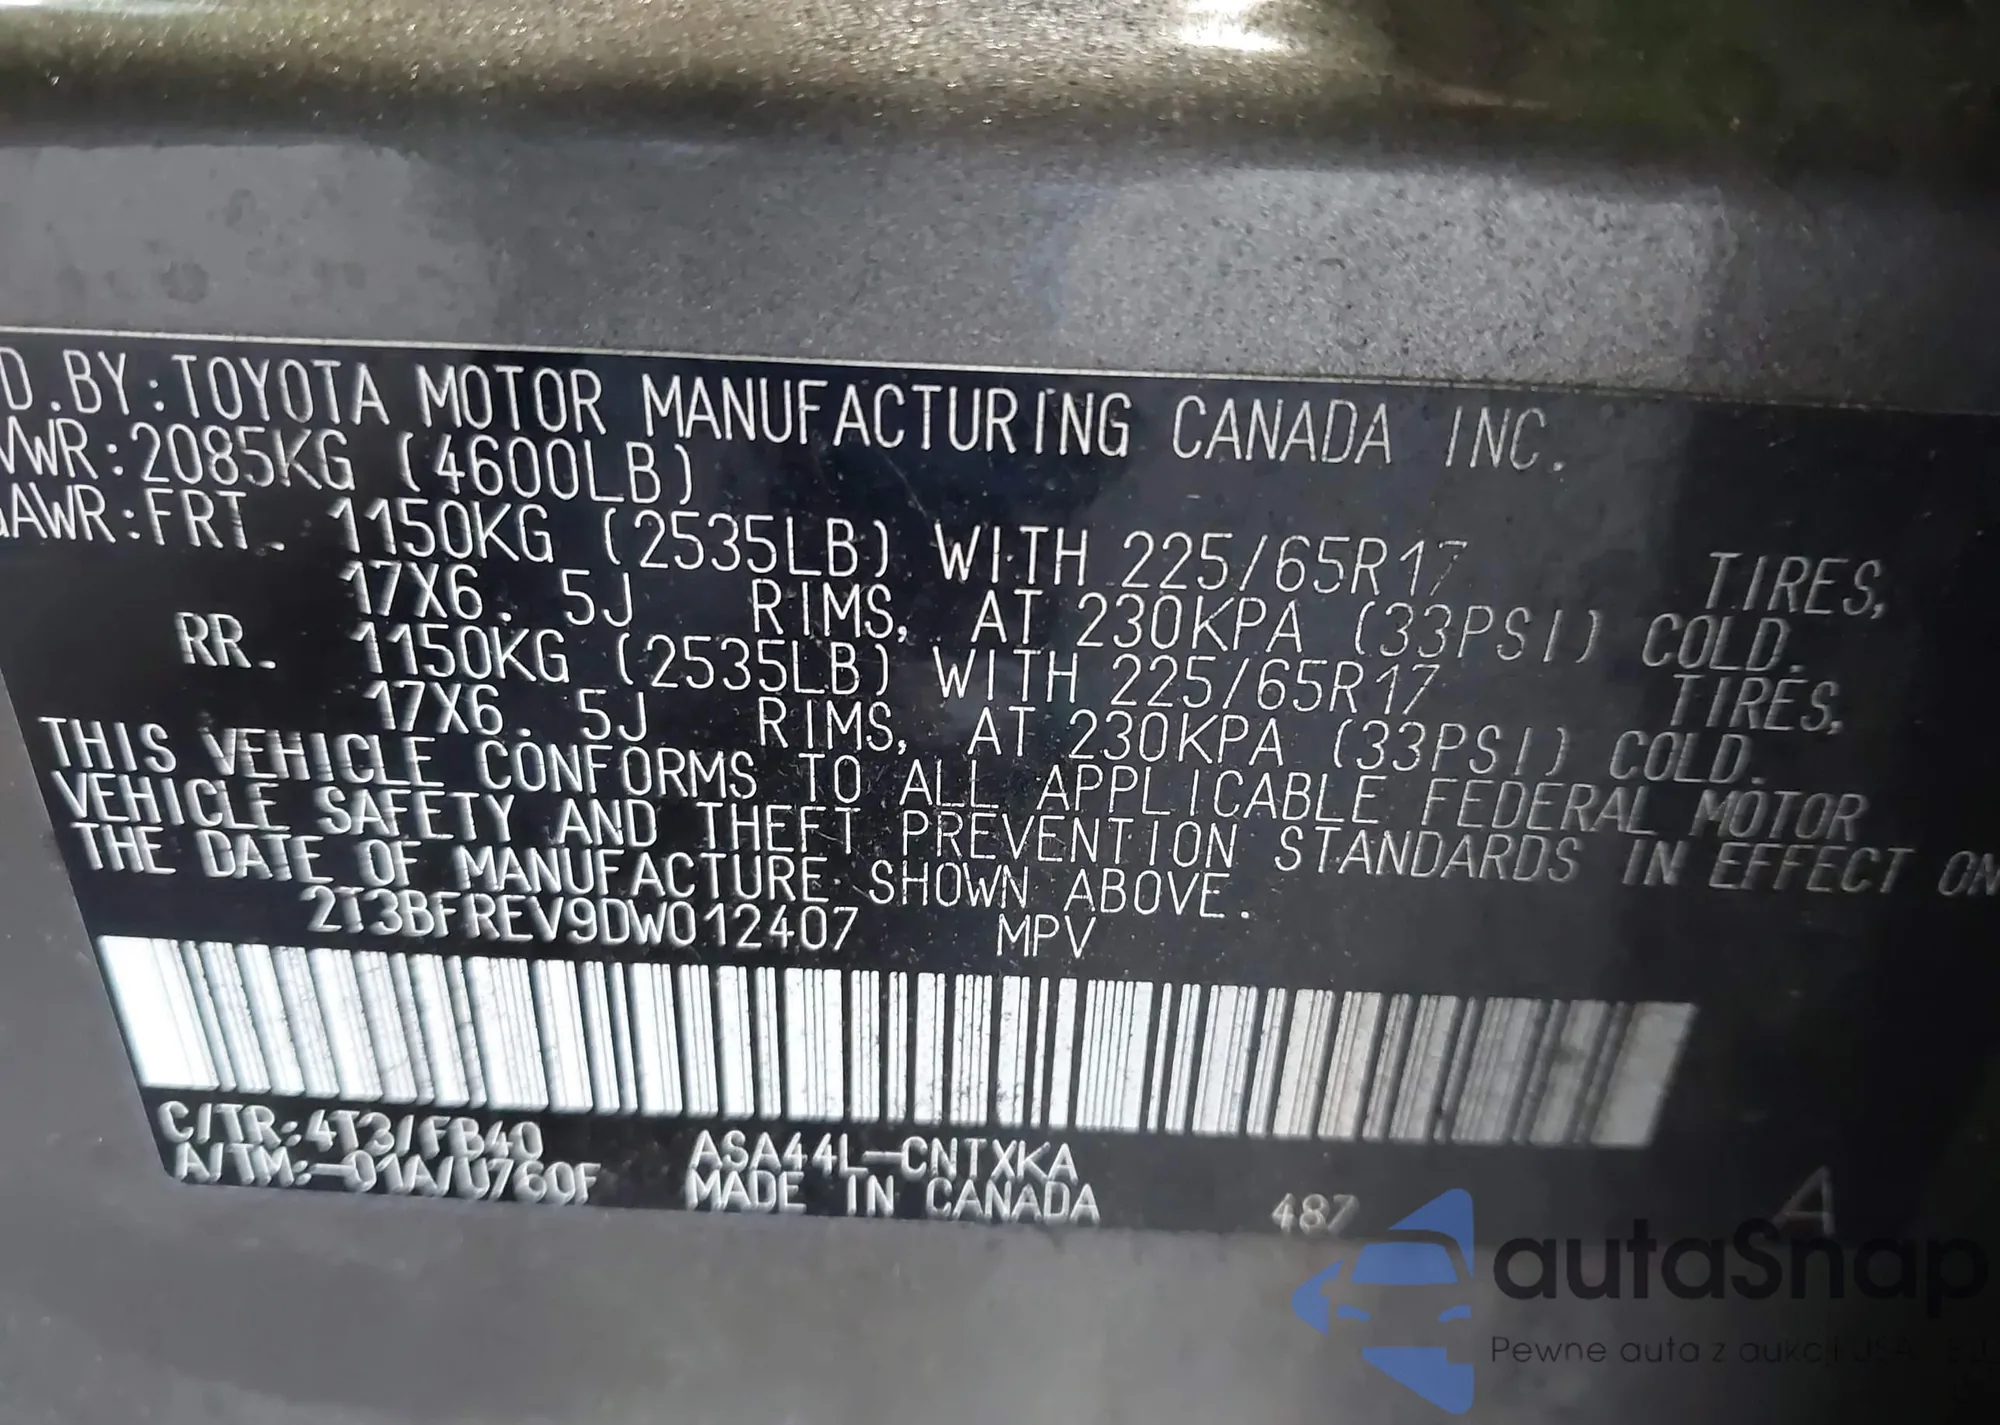 D.BY:TOYOTA MOTOR MANUFACTURING CANADA INC.
VWR:2085KG (4600LB)
GAWR:FRT. 1150KG (2535LB) WITH 225/65R17 TIRES,
17X6.5J RIMS, AT 230KPA (33PSI) COLD.
RR. 1150KG (2535LB) WITH 225/65R17 TIRES,
17X6.5J RIMS, AT 230KPA (33PSI) COLD.
THIS VEHICLE CONFORMS TO ALL APPLICABLE FEDERAL MOTOR
VEHICLE SAFETY AND THEFT PREVENTION STANDARDS IN EFFECT ON
THE DATE OF MANUFACTURE SHOWN ABOVE.
2T3BFREV9DW012407 MPV
C/TR:4T3/FB40 ASA44L-CNTXKA
A/TM:-01A/U760F MADE IN CANADA 487 A
autaSnap
Pewne auta z aukcji USA